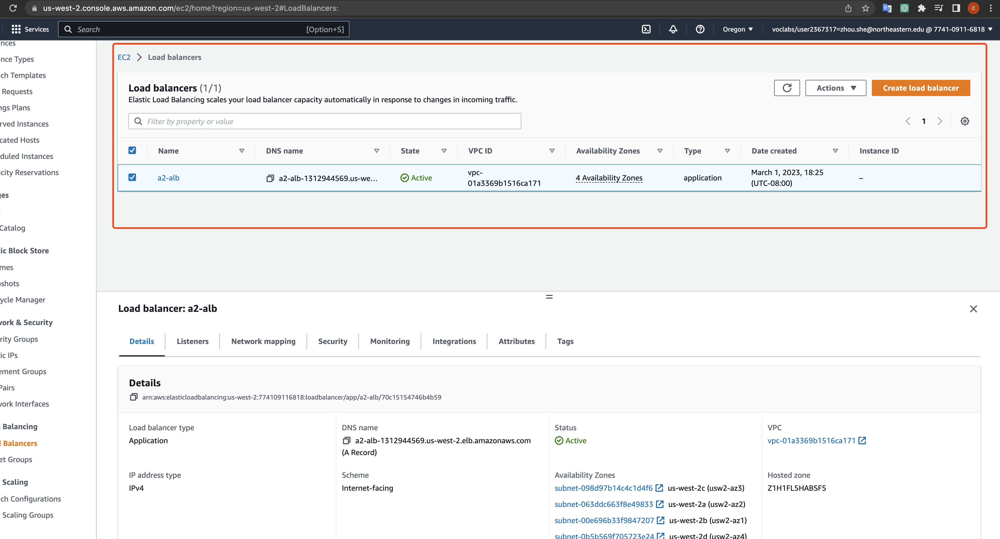 us-west-2.console.aws.amazon.com/ec2/home?region=us-west-2#LoadBalancers:
C
Services
Search
[Option+S]
Oregon
voclabs/user2367317=zhou.she@northeastern.edu @ 7741-0911-6818
nces
nce Types
ch Templates
Requests
ngs Plans
rved Instances
cated Hosts
duled Instances
city Reservations
ges
Catalog
tic Block Store
mes
shots
ycle Manager
work & Security
rity Groups
tic IPs
ement Groups
Pairs
work Interfaces
Balancing
Balancers
et Groups
Scaling
ch Configurations
Scaling Groups
EC2 > Load balancers
Load balancers (1/1)
Elastic Load Balancing scales your load balancer capacity automatically in response to changes in incoming traffic.
Actions
Create load balancer
Filter by property or value
1
Name
DNS name
State
VPC ID
Availability Zones
Type
Date created
Instance ID
a2-alb
a2-alb-1312944569.us-we...
Active
vpc-
01a3369b1516ca171
4 Availability Zones
application
March 1, 2023, 18:25
(UTC-08:00)
–
Load balancer: a2-alb
Details
Listeners
Network mapping
Security
Monitoring
Integrations
Attributes
Tags
Details
arn:aws:elasticloadbalancing:us-west-2:774109116818:loadbalancer/app/a2-alb/70c15154746b4b59
Load balancer type
Application
DNS name
a2-alb-1312944569.us-west-2.elb.amazonaws.com
(A Record)
Status
Active
VPC
vpc-01a3369b1516ca171
IP address type
IPv4
Scheme
Internet-facing
Availability Zones
subnet-098d97b14c4c1d4f6 us-west-2c (usw2-az3)
subnet-063ddc663f8e49833 us-west-2a (usw2-az2)
subnet-00e696b33f9847207 us-west-2b (usw2-az1)
subnet-0b5b569f705723e24 us-west-2d (usw2-az4)
Hosted zone
Z1H1FL5HABSF5